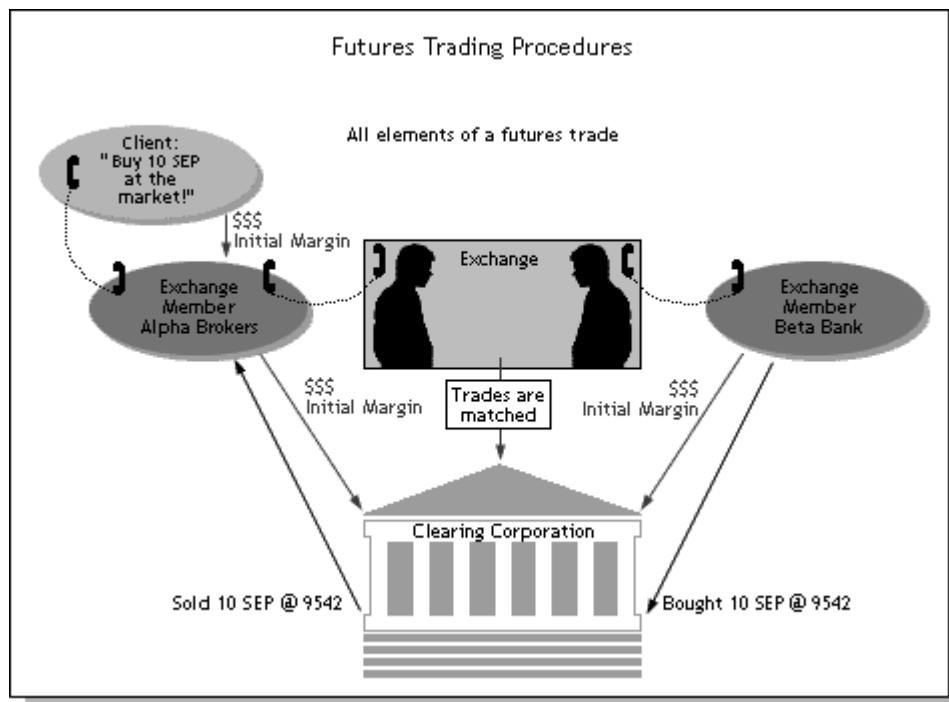 Futures Trading Procedures
All elements of a futures trade
Client:
"Buy 10 SEP
at the
market!"
$$$
Initial Margin
Exchange
Member
Alpha Brokers
Exchange
Exchange
Member
Beta Bank
$$$
Initial Margin
Trades are
matched
$$$
Initial Margin
Clearing Corporation
Sold 10 SEP @ 9542
Bought 10 SEP @ 9542